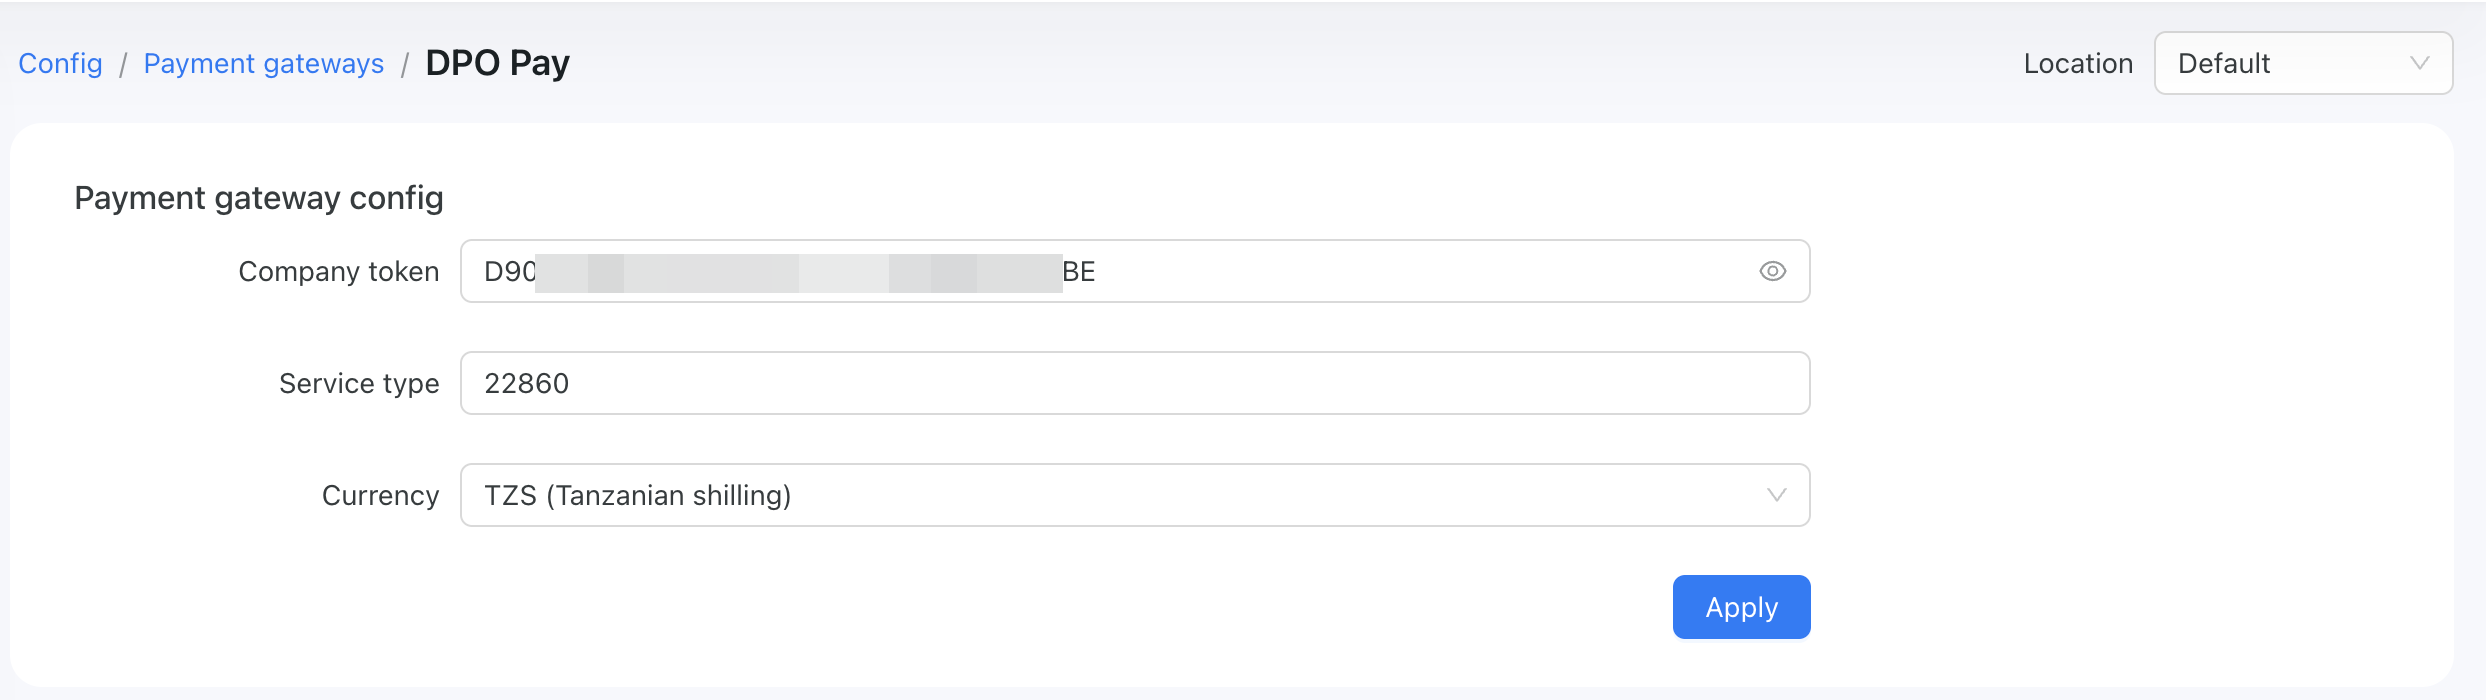 Config / Payment gateways / DPO Pay
Location Default
Payment gateway config
Company token D90 BE
Service type 22860
Currency TZS (Tanzanian shilling)
Apply